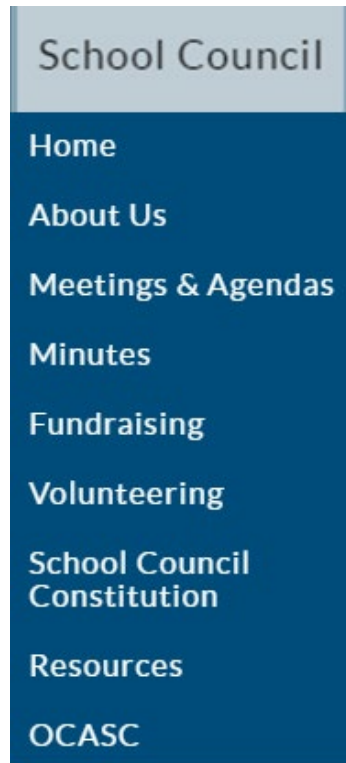 School Council
Home
About Us
Meetings & Agendas
Minutes
Fundraising
Volunteering
School Council
Constitution
Resources
OCASC